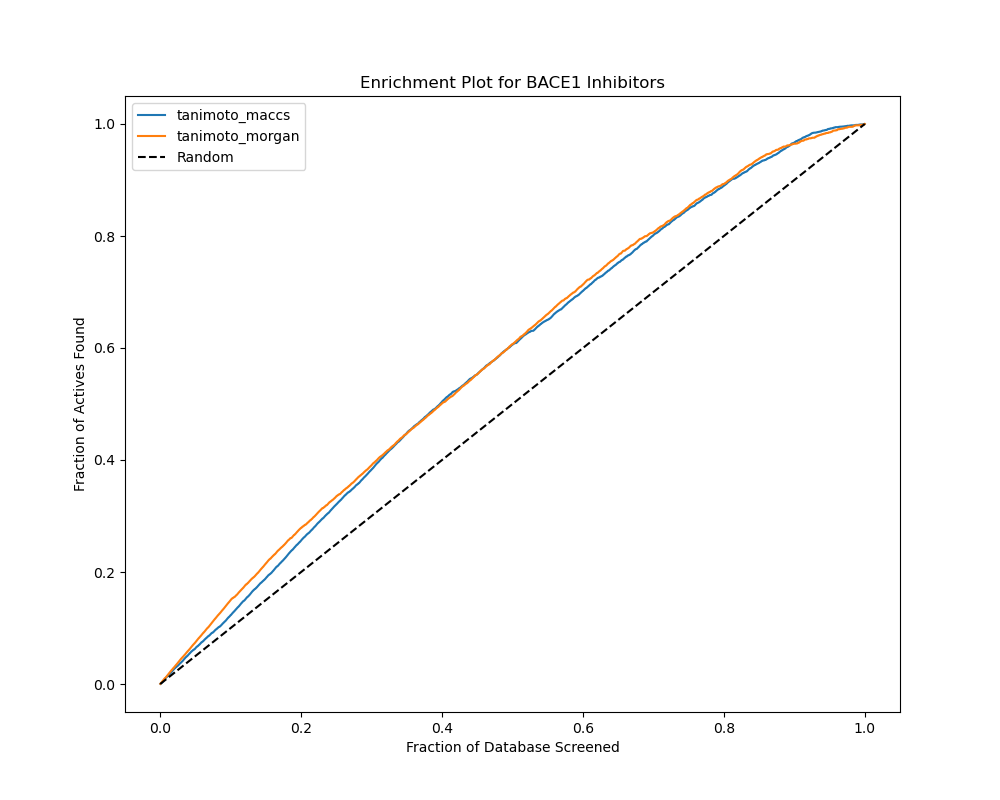 Enrichment Plot for BACE1 Inhibitors
tanimoto_maccs
tanimoto_morgan
Random
1.0
0.8
0.6
0.4
0.2
0.0
Fraction of Actives Found
0.0 0.2 0.4 0.6 0.8 1.0
Fraction of Database Screened